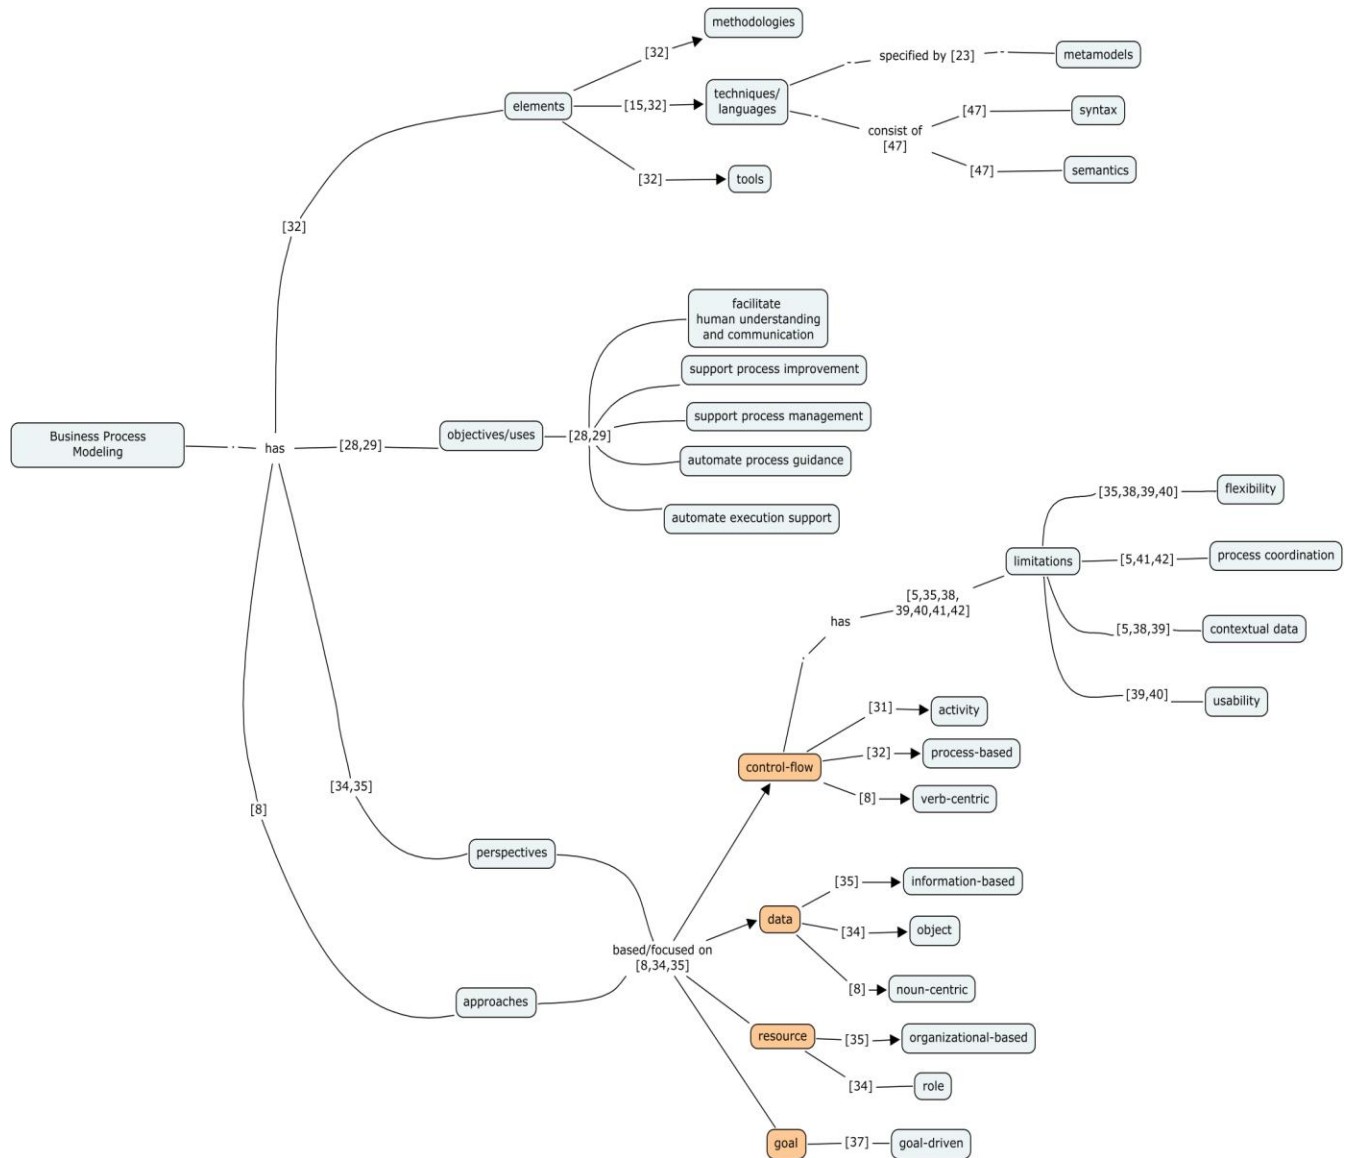 methodologies
[32]
specified by [23]
metamodels
elements
[15,32]
techniques/
languages
[47]
syntax
consist of
[47]
[47]
semantics
[32]
tools
[32]
facilitate
human understanding
and communication
support process improvement
support process management
Business Process
Modeling
has
[28,29]
objectives/uses
[28,29]
automate process guidance
automate execution support
[35,38,39,40]
flexibility
limitations
[5,41,42]
process coordination
[5,35,38,
39,40,41,42]
has
[5,38,39]
contextual data
[39,40]
usability
[31]
activity
control-flow
[32]
process-based
[8]
verb-centric
[34,35]
[8]
perspectives
[35]
information-based
data
[34]
object
based/focused on
[8,34,35]
[8]
noun-centric
approaches
resource
[35]
organizational-based
[34]
role
goal
[37]
goal-driven